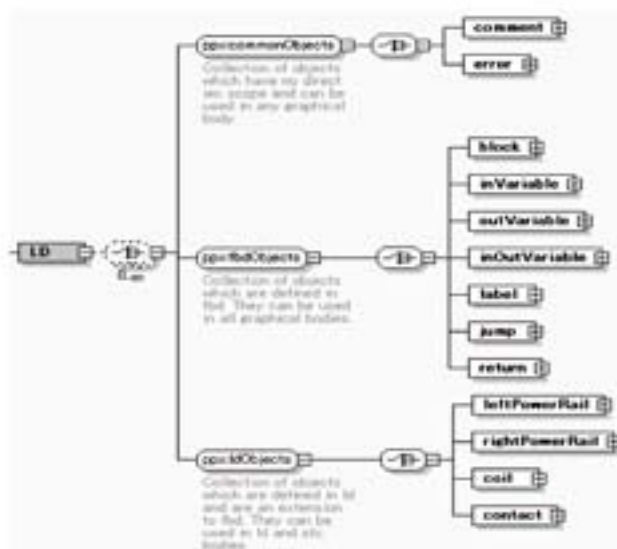 ppx:commonObjects
comment
error
Collection of objects
which have no direct
iec scope and can be
used in any graphical
body.
block
inVariable
outVariable
LD
ppx:fbdObjects
inOutVariable
0..∞
Collection of objects
which are defined in
fbd. They can be used
in all graphical bodies.
label
jump
return
leftPowerRail
rightPowerRail
ppx:ldObjects
Collection of objects
which are defined in ld
and are an extension
to fbd. They can be
used in ld and sfc
bodies.
coil
contact